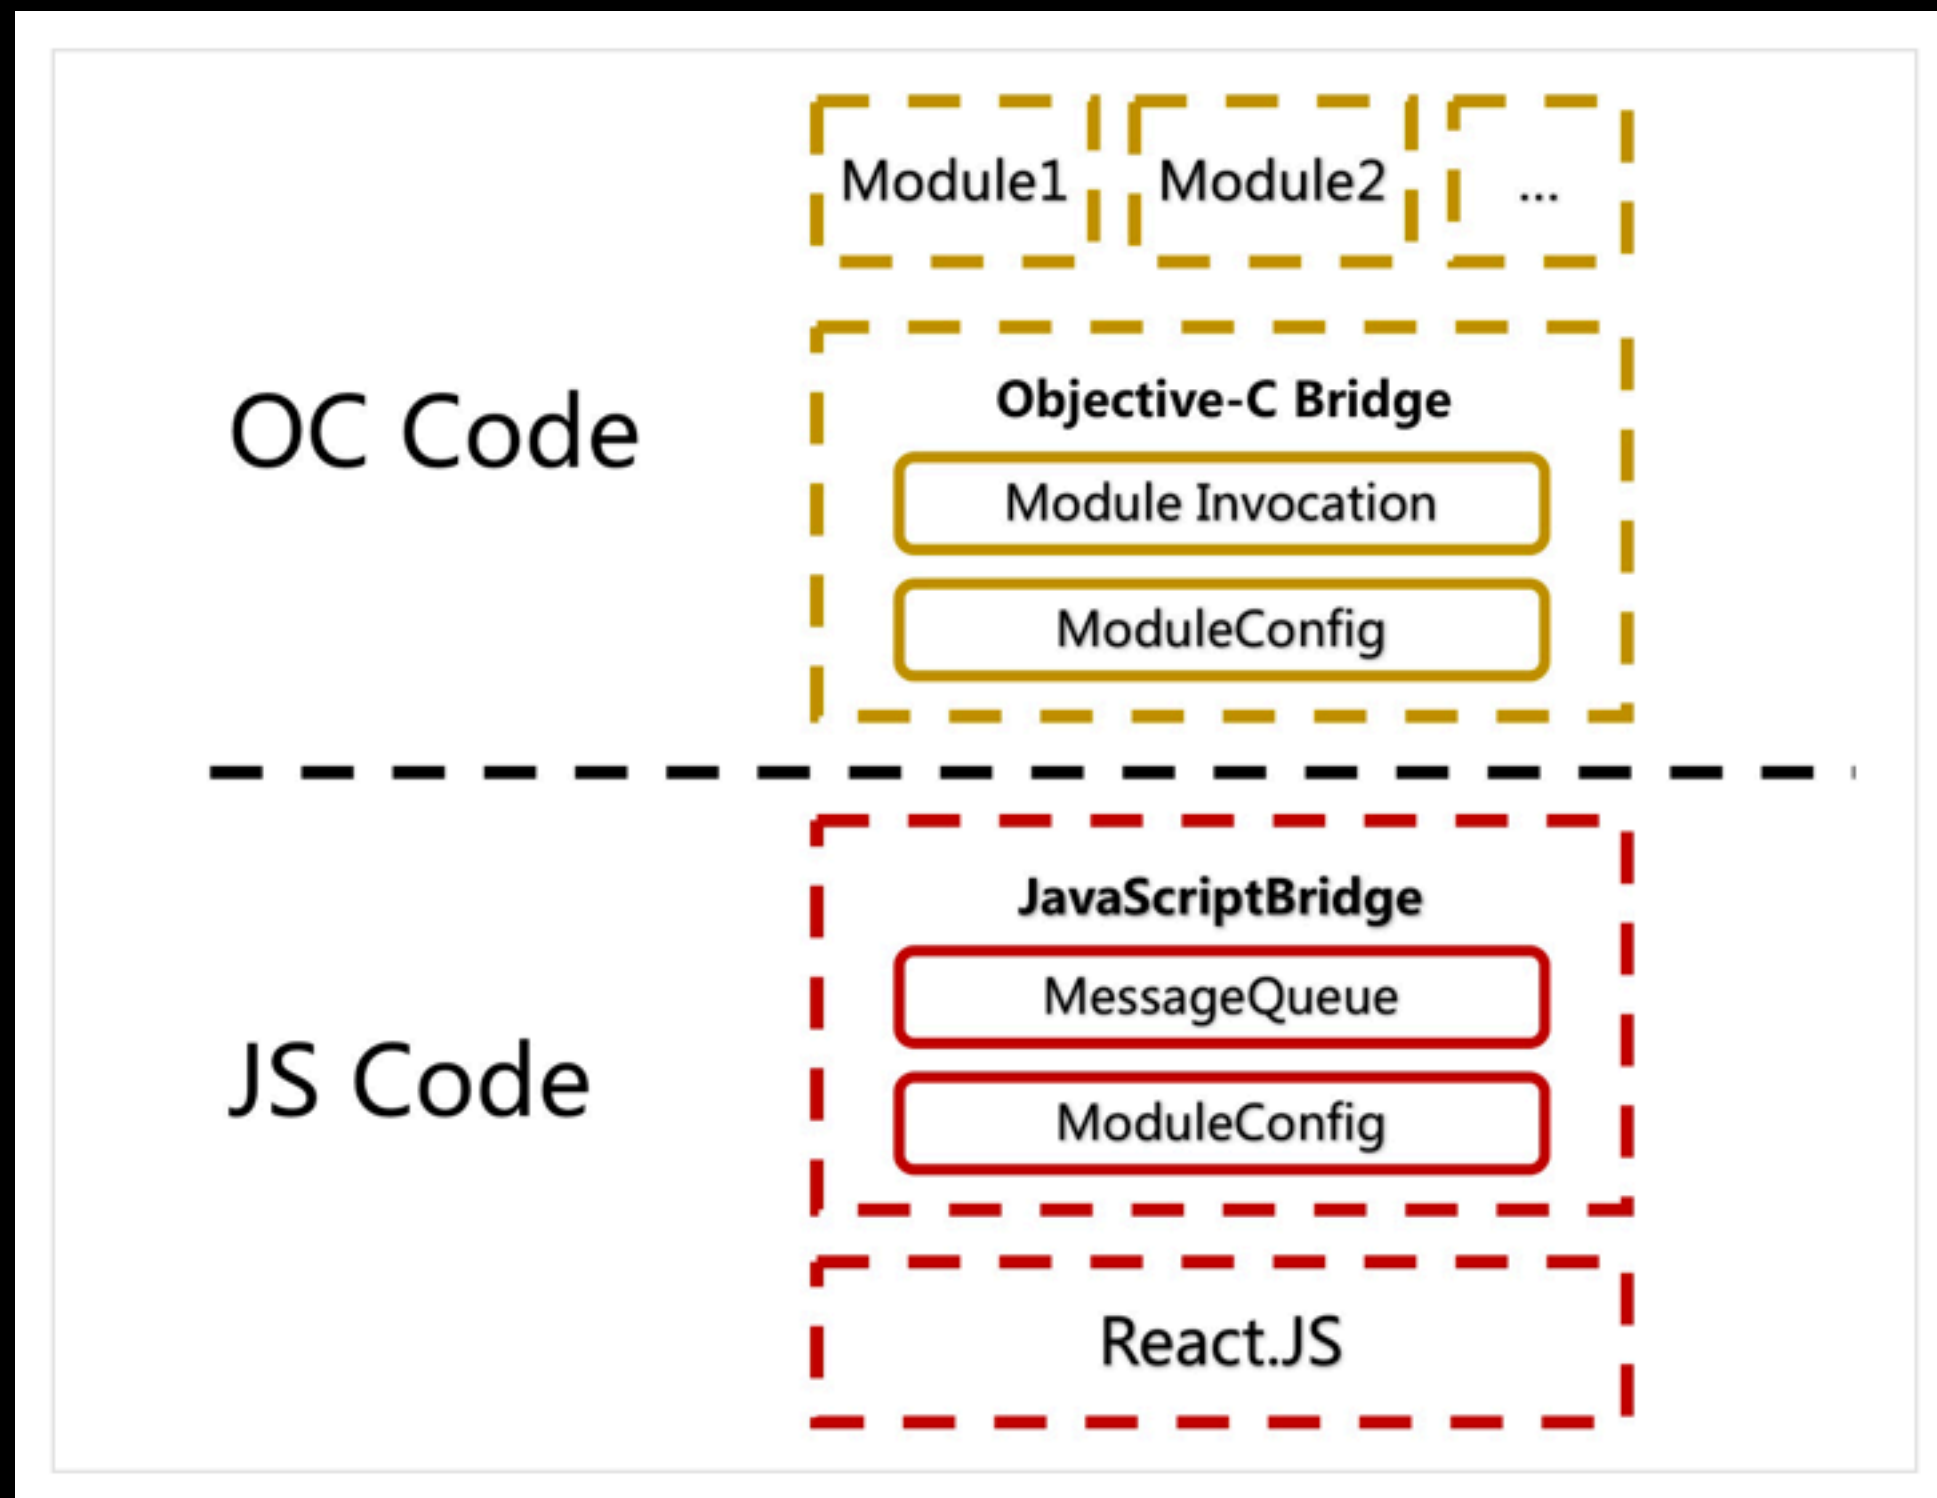 Module1
Module2
...
OC Code
Objective-C Bridge
Module Invocation
ModuleConfig
JS Code
JavaScriptBridge
MessageQueue
ModuleConfig
React.JS